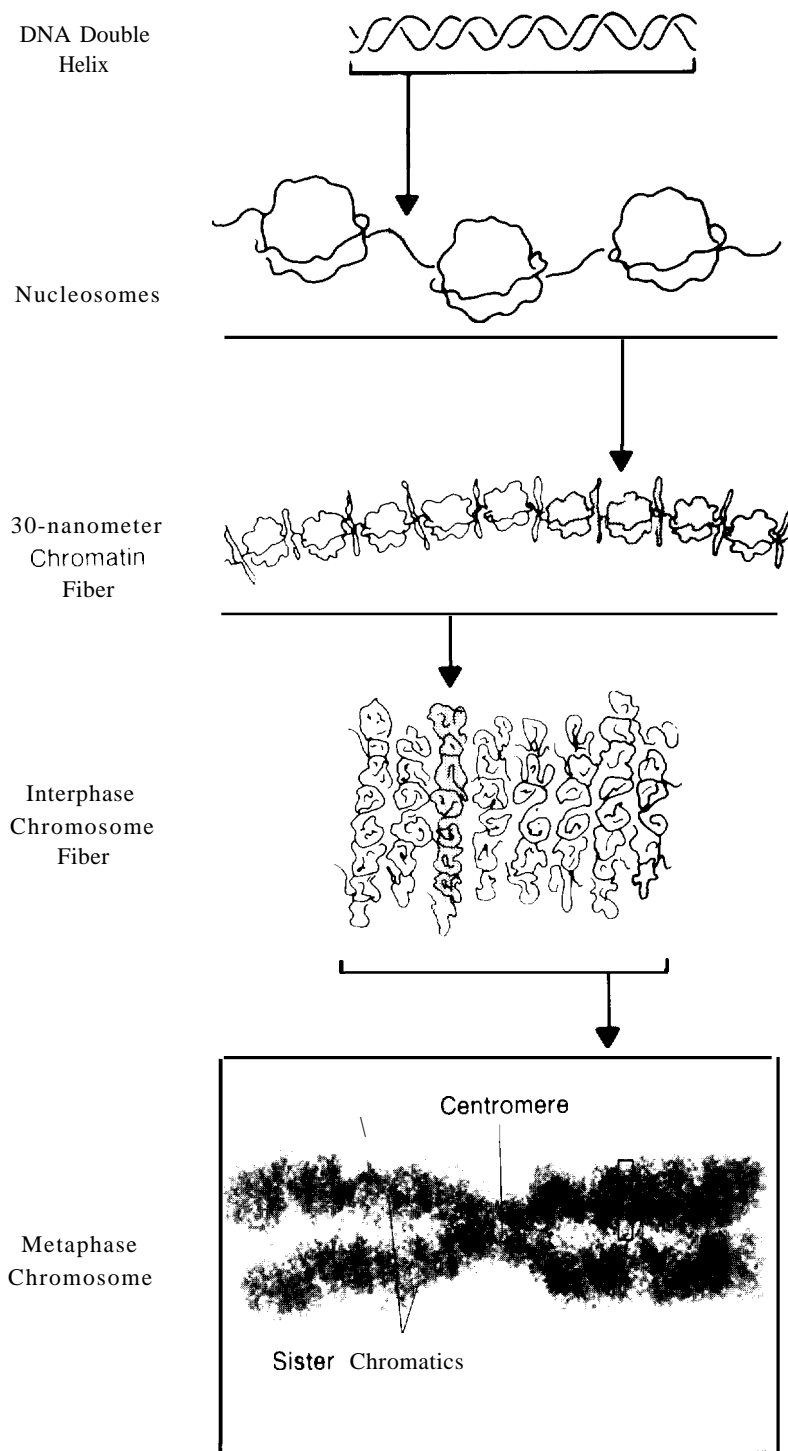 DNA Double
Helix
Nucleosomes
30-nanometer
Chromatin
Fiber
Interphase
Chromosome
Fiber
Centromere
Metaphase
Chromosome
Sister Chromatics